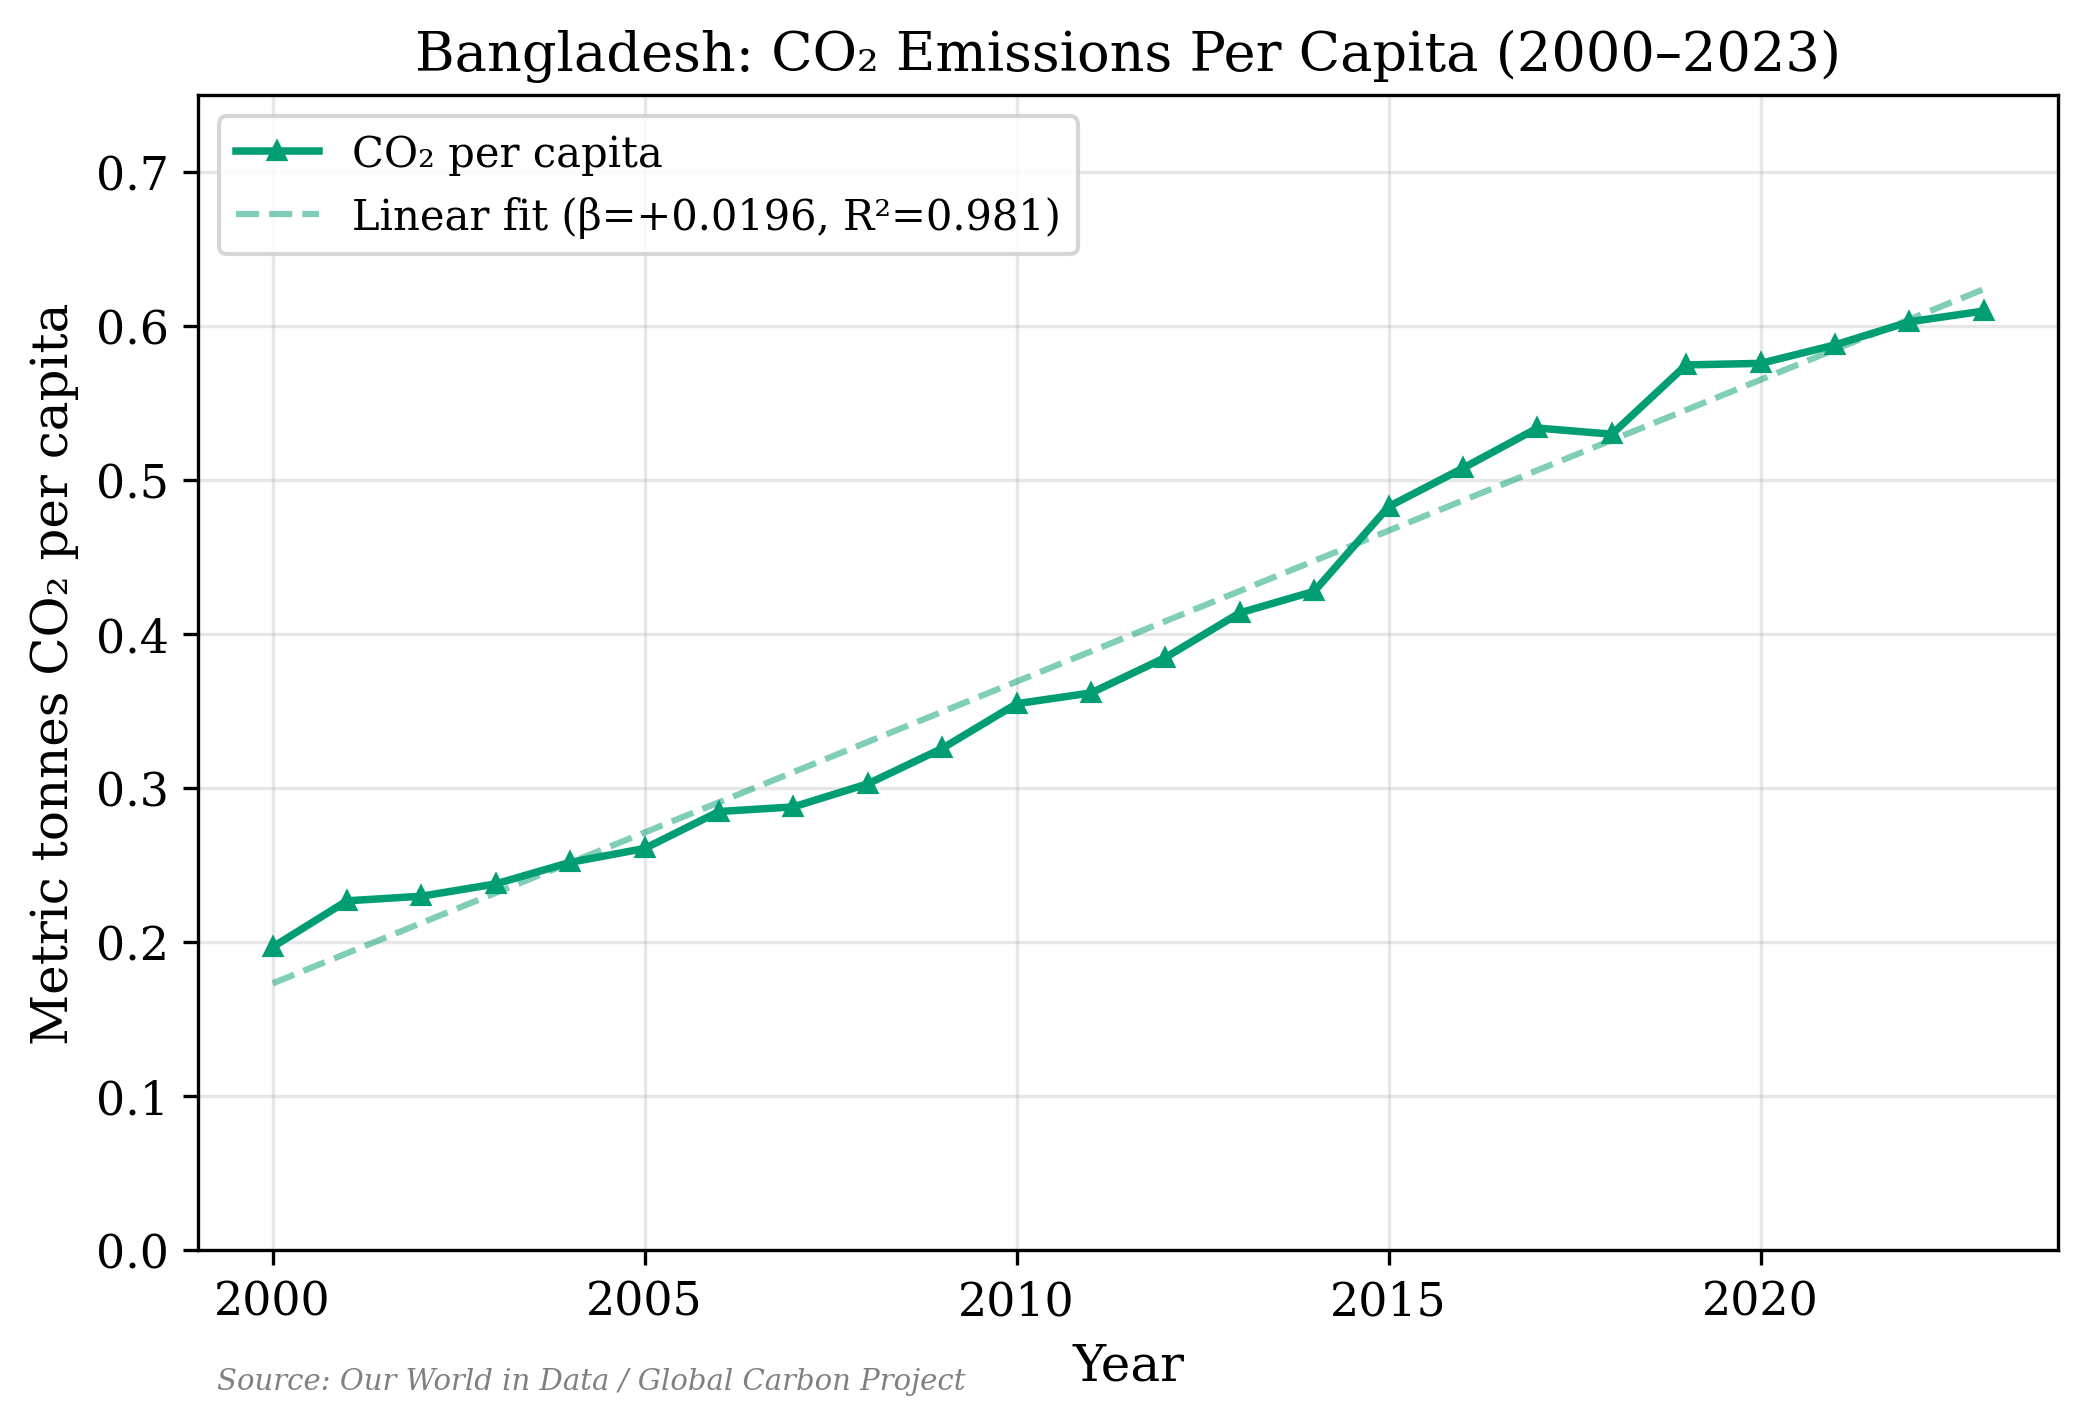 Bangladesh: CO₂ Emissions Per Capita (2000–2023)
CO₂ per capita
Linear fit (β=+0.0196, R²=0.981)
Metric tonnes CO₂ per capita
0.7
0.6
0.5
0.4
0.3
0.2
0.1
0.0
2000 2005 2010 2015 2020
Year
Source: Our World in Data / Global Carbon Project